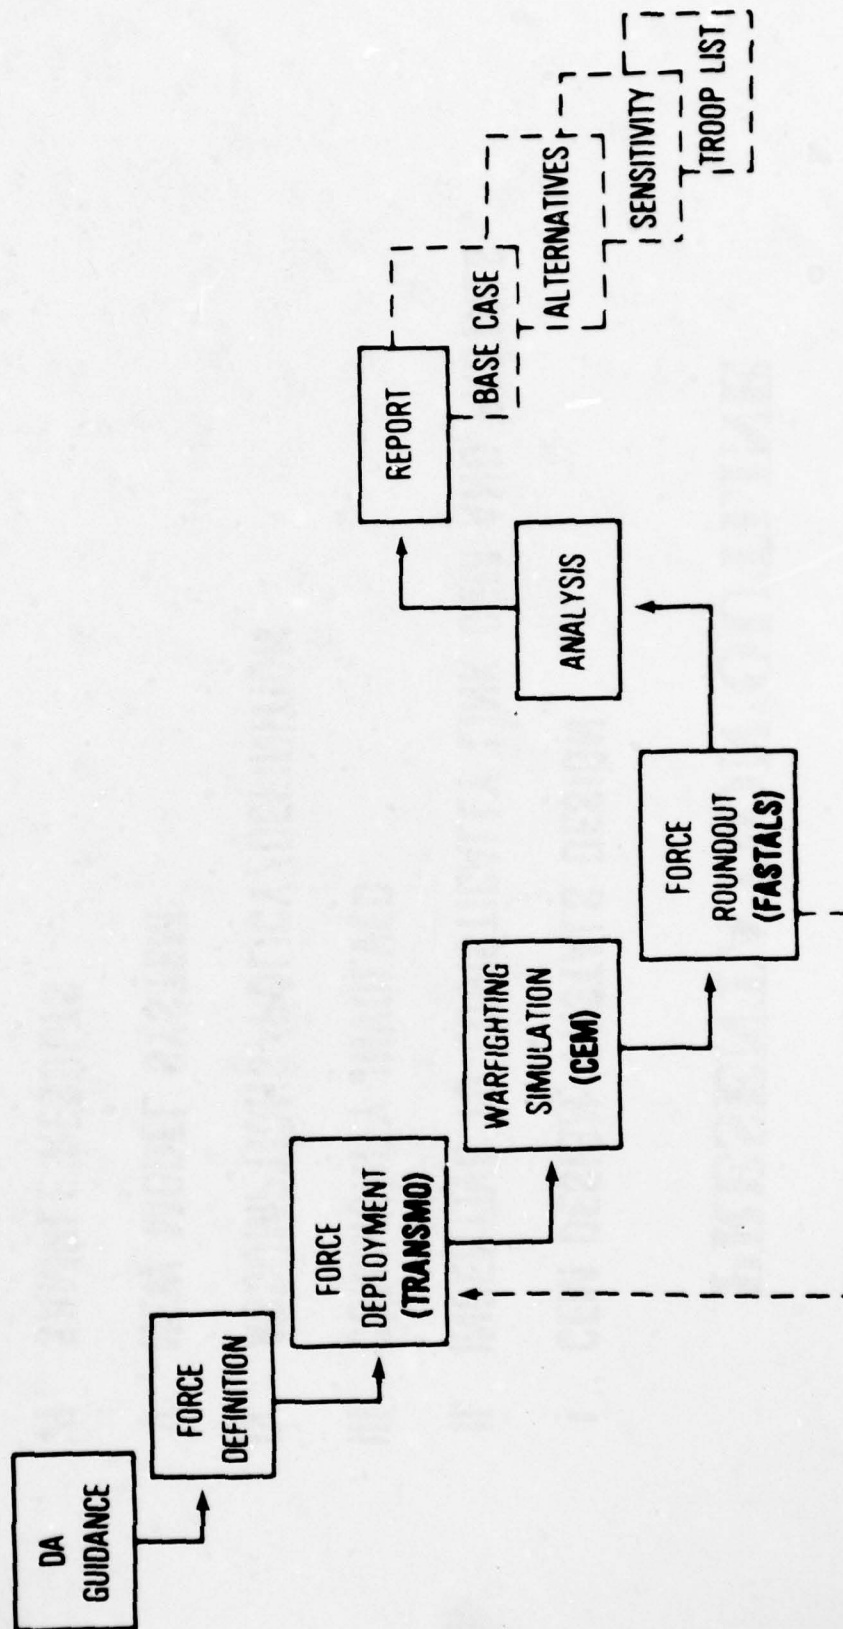 DA
GUIDANCE
FORCE
DEFINITION
FORCE
DEPLOYMENT
(TRANSMO)
WARFIGHTING
SIMULATION
(CEM)
FORCE
ROUNDOUT
(FASTALS)
ANALYSIS
REPORT
BASE CASE
ALTERNATIVES
SENSITIVITY
TROOP LIST